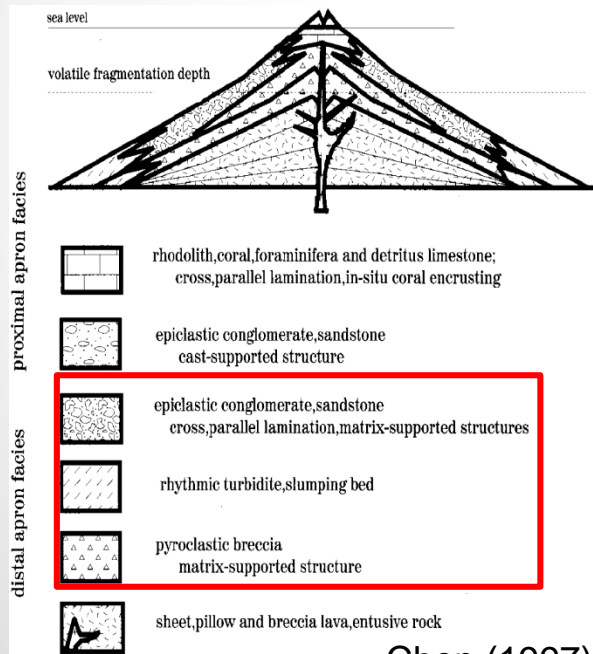 sea level
volatile fragmentation depth
proximal apron facies
rhodolith,coral,foraminifera and detritus limestone;
cross,parallel lamination,in-situ coral encrusting
epiclastic conglomerate,sandstone
cast-supported structure
distal apron facies
epiclastic conglomerate,sandstone
cross,parallel lamination,matrix-supported structures
rhythmic turbidite,slumping bed
pyroclastic breccia
matrix-supported structure
sheet,pillow and breccia lava,entusive rock
Chen (1997)